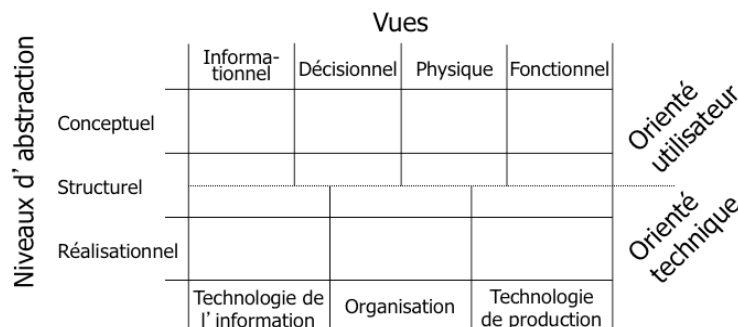 Vues
Niveaux d'abstraction
Informa-
tionnel
Décisionnel
Physique
Fonctionnel
Conceptuel
Structurel
Réalisationnel
Orienté
utilisateur
Orienté
technique
Technologie de
l'information
Organisation
Technologie
de production